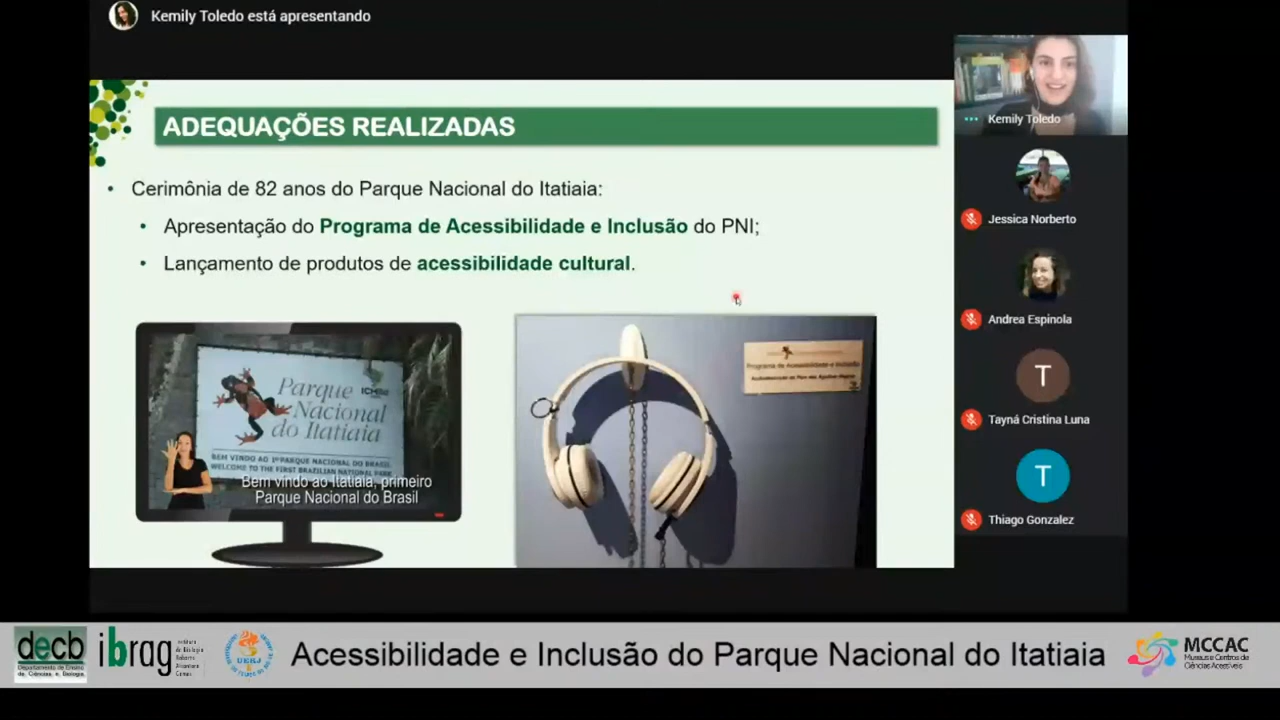 Kemily Toledo está apresentando
ADEQUAÇÕES REALIZADAS
Cerimônia de 82 anos do Parque Nacional do Itatiaia:
Apresentação do Programa de Acessibilidade e Inclusão do PNI;
Lançamento de produtos de acessibilidade cultural.
Parque
Nacional
do Itatiaia
BEM VINDO AO 1º PARQUE NACIONAL DO BRASIL
WELCOME TO THE FIRST BRAZILIAN NATIONAL PARK
Bem vindo ao Itatiaia, primeiro
Parque Nacional do Brasil
Programa de Acessibilidade e Inclusão
Kemily Toledo
Jessica Norberto
Andrea Espinola
T
Tayná Cristina Luna
T
Thiago Gonzalez
decb
Departamento de Ensino
de Ciências e Biologia
ibrag
UERJ
Acessibilidade e Inclusão do Parque Nacional do Itatiaia
MCCAC
Museus e Centros de
Ciências Acessíveis